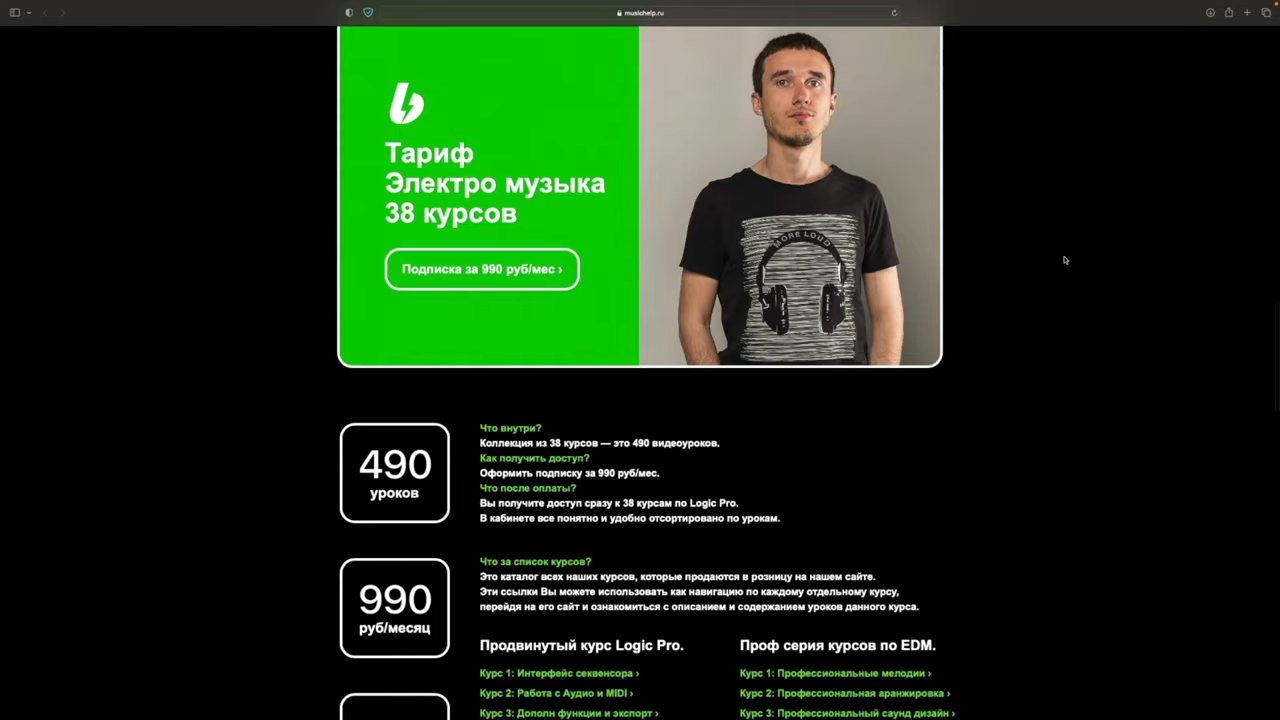 musichelp.ru
Тариф
Электро музыка
38 курсов
Подписка за 990 руб/мес ›
MORE LOUD
490
уроков
Что внутри?
Коллекция из 38 курсов — это 490 видеоуроков.
Как получить доступ?
Оформить подписку за 990 руб/мес.
Что после оплаты?
Вы получите доступ сразу к 38 курсам по Logic Pro.
В кабинете все понятно и удобно отсортировано по урокам.
990
руб/месяц
Что за список курсов?
Это каталог всех наших курсов, которые продаются в розницу на нашем сайте.
Эти ссылки Вы можете использовать как навигацию по каждому отдельному курсу,
перейдя на его сайт и ознакомиться с описанием и содержанием уроков данного курса.
Продвинутый курс Logic Pro.
Курс 1: Интерфейс секвенсора ›
Курс 2: Работа с Аудио и MIDI ›
Курс 3: Дополн функции и экспорт ›
Проф серия курсов по EDM.
Курс 1: Профессиональные мелодии ›
Курс 2: Профессиональная аранжировка ›
Курс 3: Профессиональный саунд дизайн ›